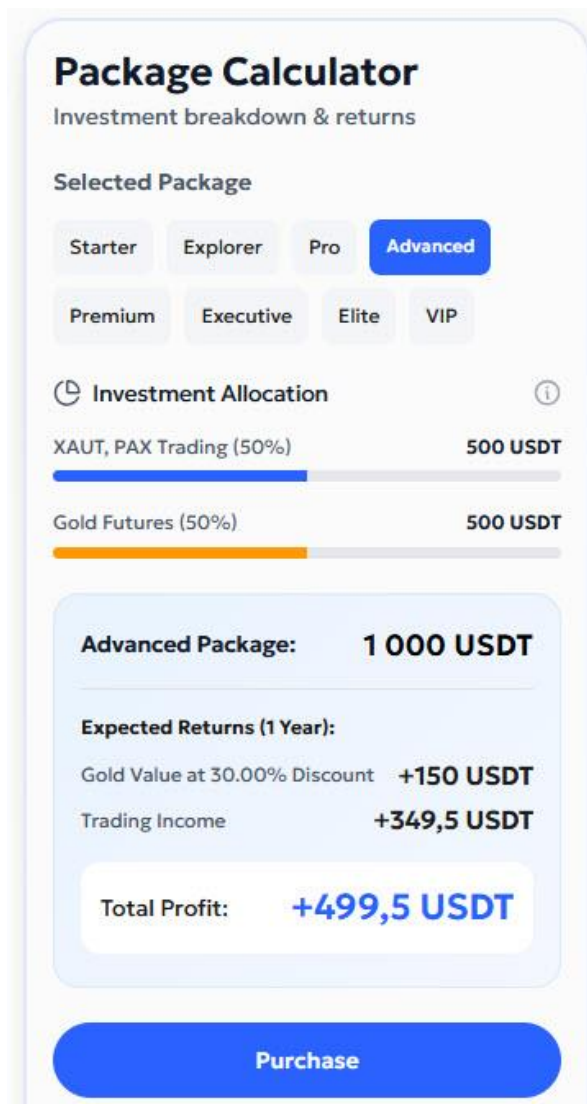 Package Calculator
Investment breakdown & returns
Selected Package
Starter Explorer Pro Advanced
Premium Executive Elite VIP
Investment Allocation
XAUT, PAX Trading (50%) 500 USDT
Gold Futures (50%) 500 USDT
Advanced Package: 1 000 USDT
Expected Returns (1 Year):
Gold Value at 30.00% Discount +150 USDT
Trading Income +349,5 USDT
Total Profit: +499,5 USDT
Purchase